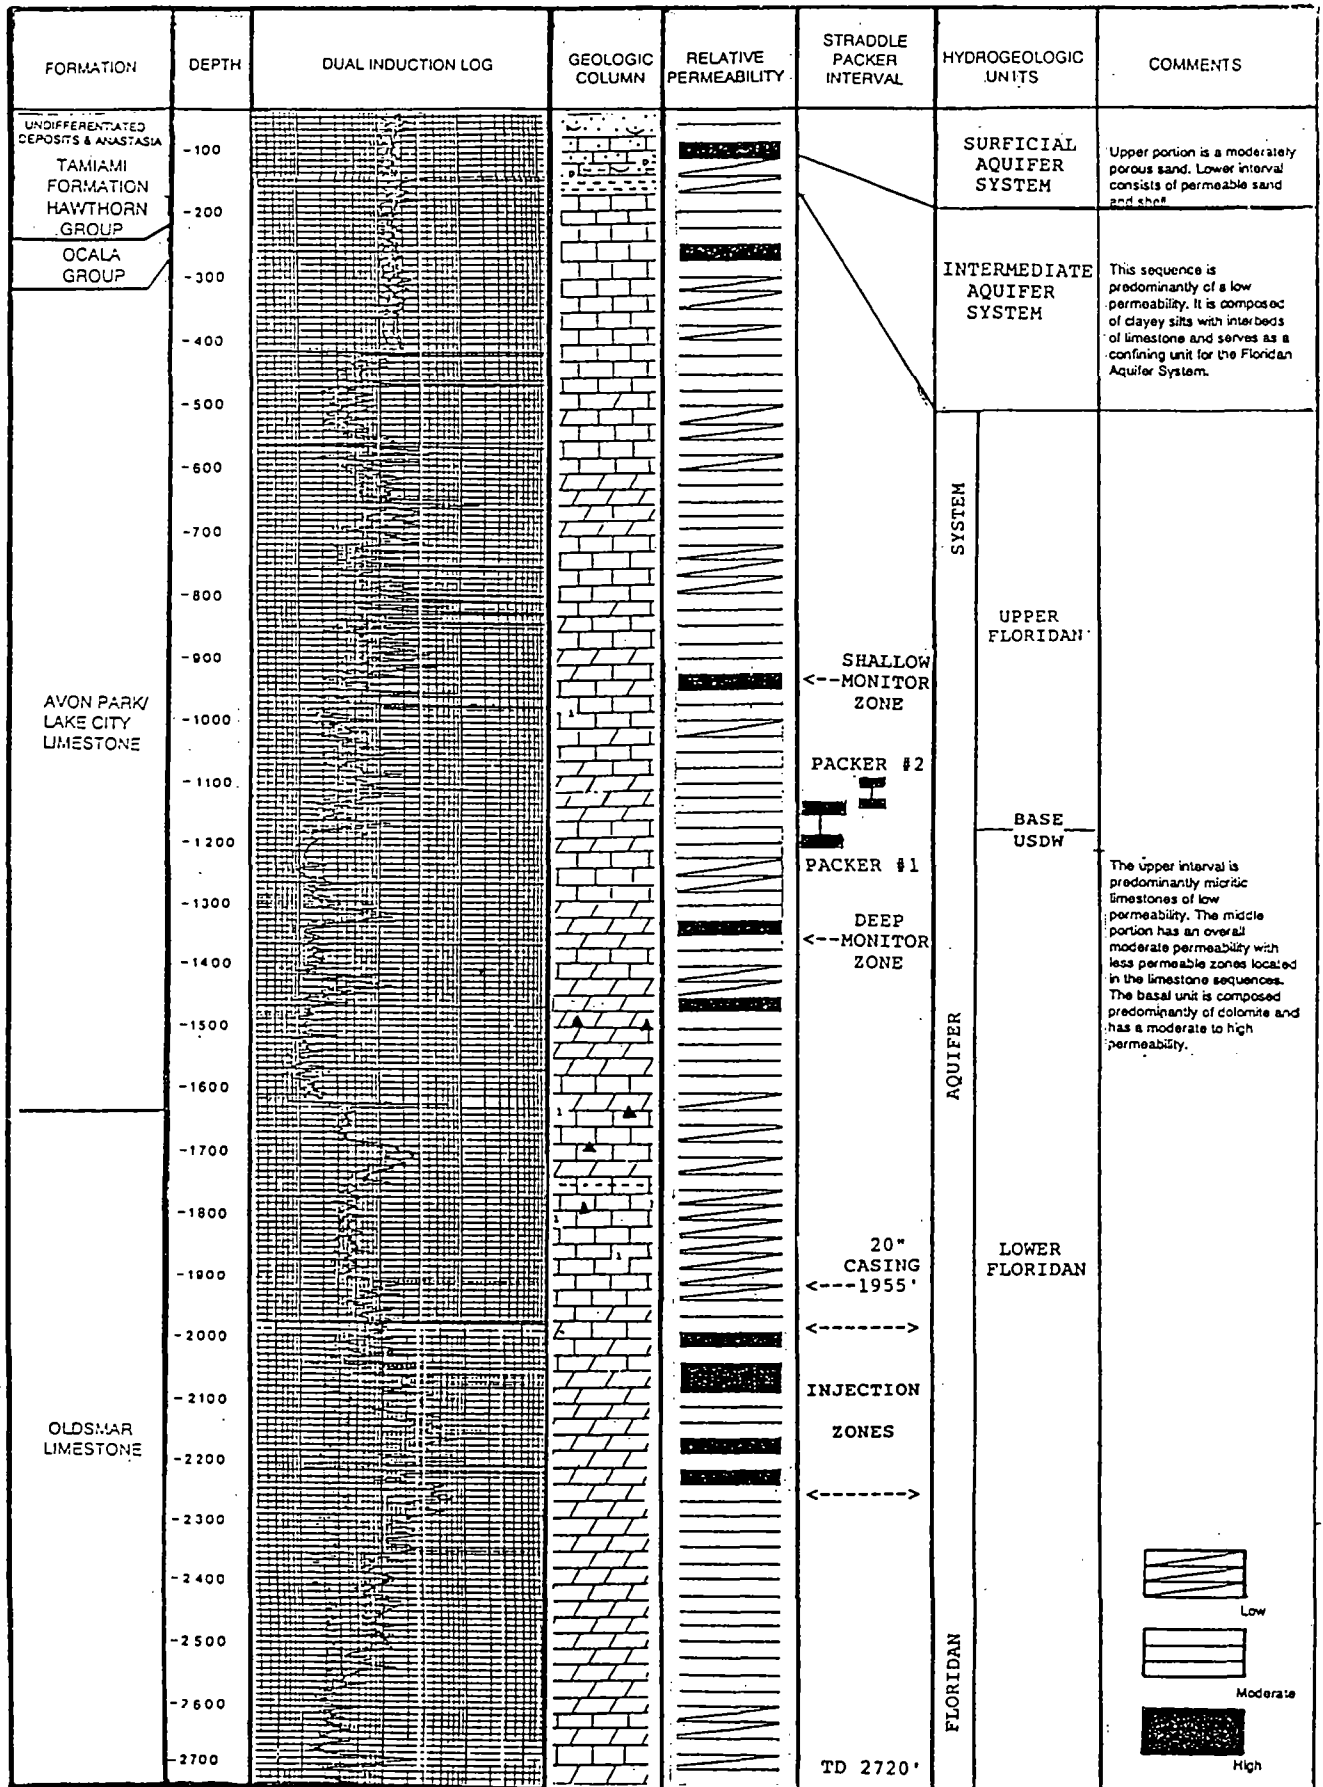 FORMATION
DEPTH
DUAL INDUCTION LOG
GEOLOGIC
COLUMN
RELATIVE
PERMEABILITY
STRADDLE
PACKER
INTERVAL
HYDROGEOLOGIC
UNITS
COMMENTS
UNDIFFERENTIATED
DEPOSITS & ANASTASIA
TAMIAMI
FORMATION
HAWTHORN
GROUP
OCALA
GROUP
AVON PARK/
LAKE CITY
LIMESTONE
OLDSMAR
LIMESTONE
-100
-200
-300
-400
-500
-600
-700
-800
-900
-1000
-1100
-1200
-1300
-1400
-1500
-1600
-1700
-1800
-1900
-2000
-2100
-2200
-2300
-2400
-2500
-2600
-2700
SHALLOW
<--MONITOR
ZONE
PACKER #2
PACKER #1
DEEP
<--MONITOR
ZONE
20"
CASING
<---1955'
<------->
INJECTION
ZONES
<------->
TD 2720'
SURFICIAL
AQUIFER
SYSTEM
INTERMEDIATE
AQUIFER
SYSTEM
SYSTEM
AQUIFER
FLORIDAN
UPPER
FLORIDAN
BASE
USDW
LOWER
FLORIDAN
Upper portion is a moderately
porous sand. Lower interval
consists of permeable sand
and shell
This sequence is
predominantly of a low
permeability. It is composed
of clayey silts with interbeds
of limestone and serves as a
confining unit for the Floridan
Aquifer System.
The upper interval is
predominantly micritic
limestones of low
permeability. The middle
portion has an overall
moderate permeability with
less permeable zones located
in the limestone sequences.
The basal unit is composed
predominantly of dolomite and
has a moderate to high
permeability.
Low
Moderate
High